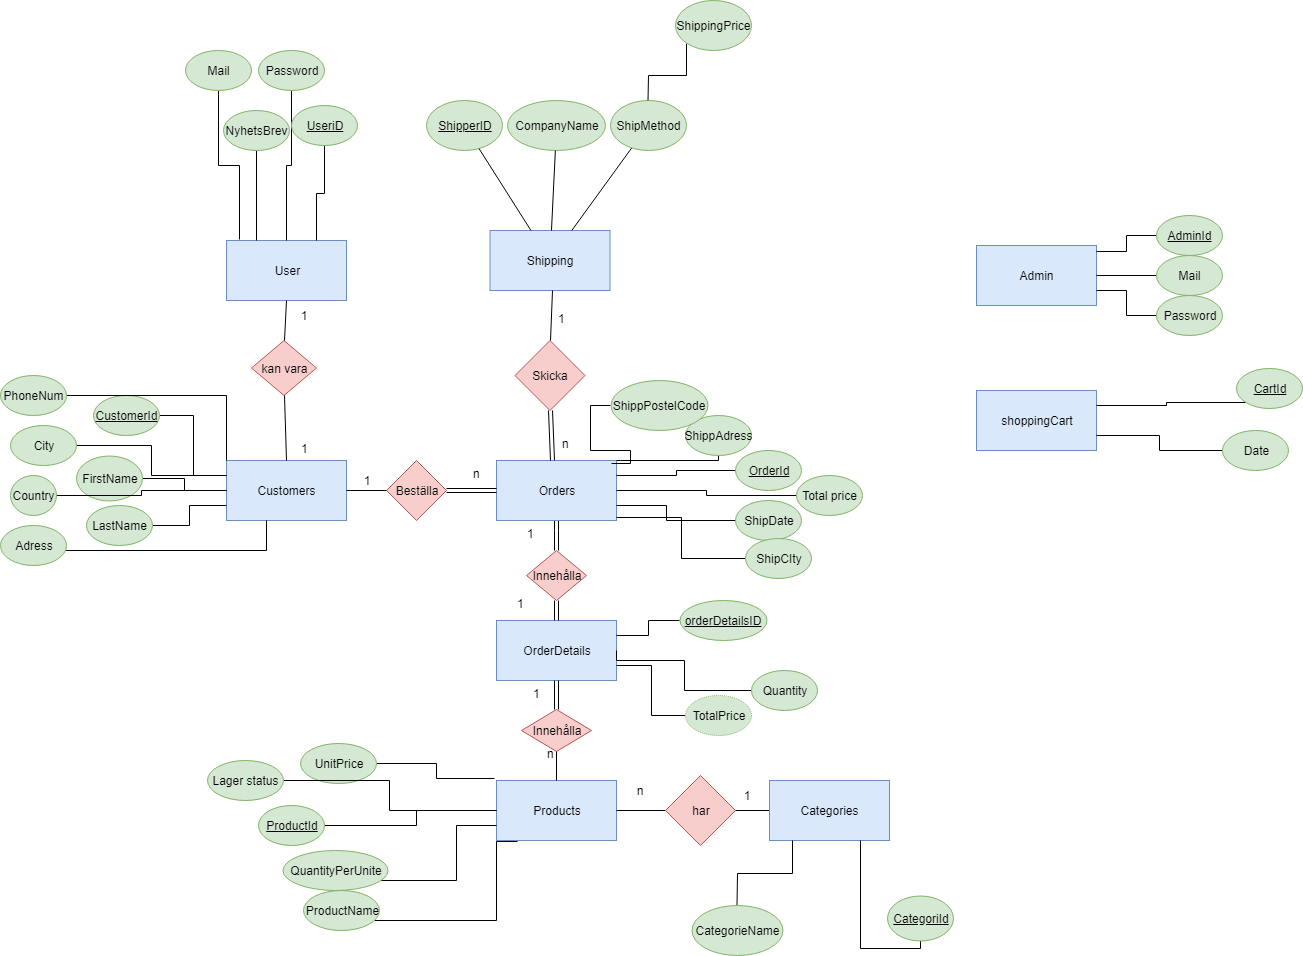 ShippingPrice
Mail
Password
NyhetsBrev
UseriD
ShipperID
CompanyName
ShipMethod
User
Shipping
Admin
AdminId
Mail
Password
1
1
kan vara
Skicka
PhoneNum
CustomerId
City
FirstName
Country
LastName
Adress
1
n
ShippPostelCode
ShippAdress
shoppingCart
CartId
Date
Customers
1
Beställa
n
Orders
OrderId
Total price
ShipDate
ShipCIty
1
Innehålla
1
OrderDetails
orderDetailsID
Quantity
TotalPrice
1
Innehålla
n
UnitPrice
Lager status
ProductId
QuantityPerUnite
ProductName
Products
n
har
1
Categories
CategorieName
CategoriId